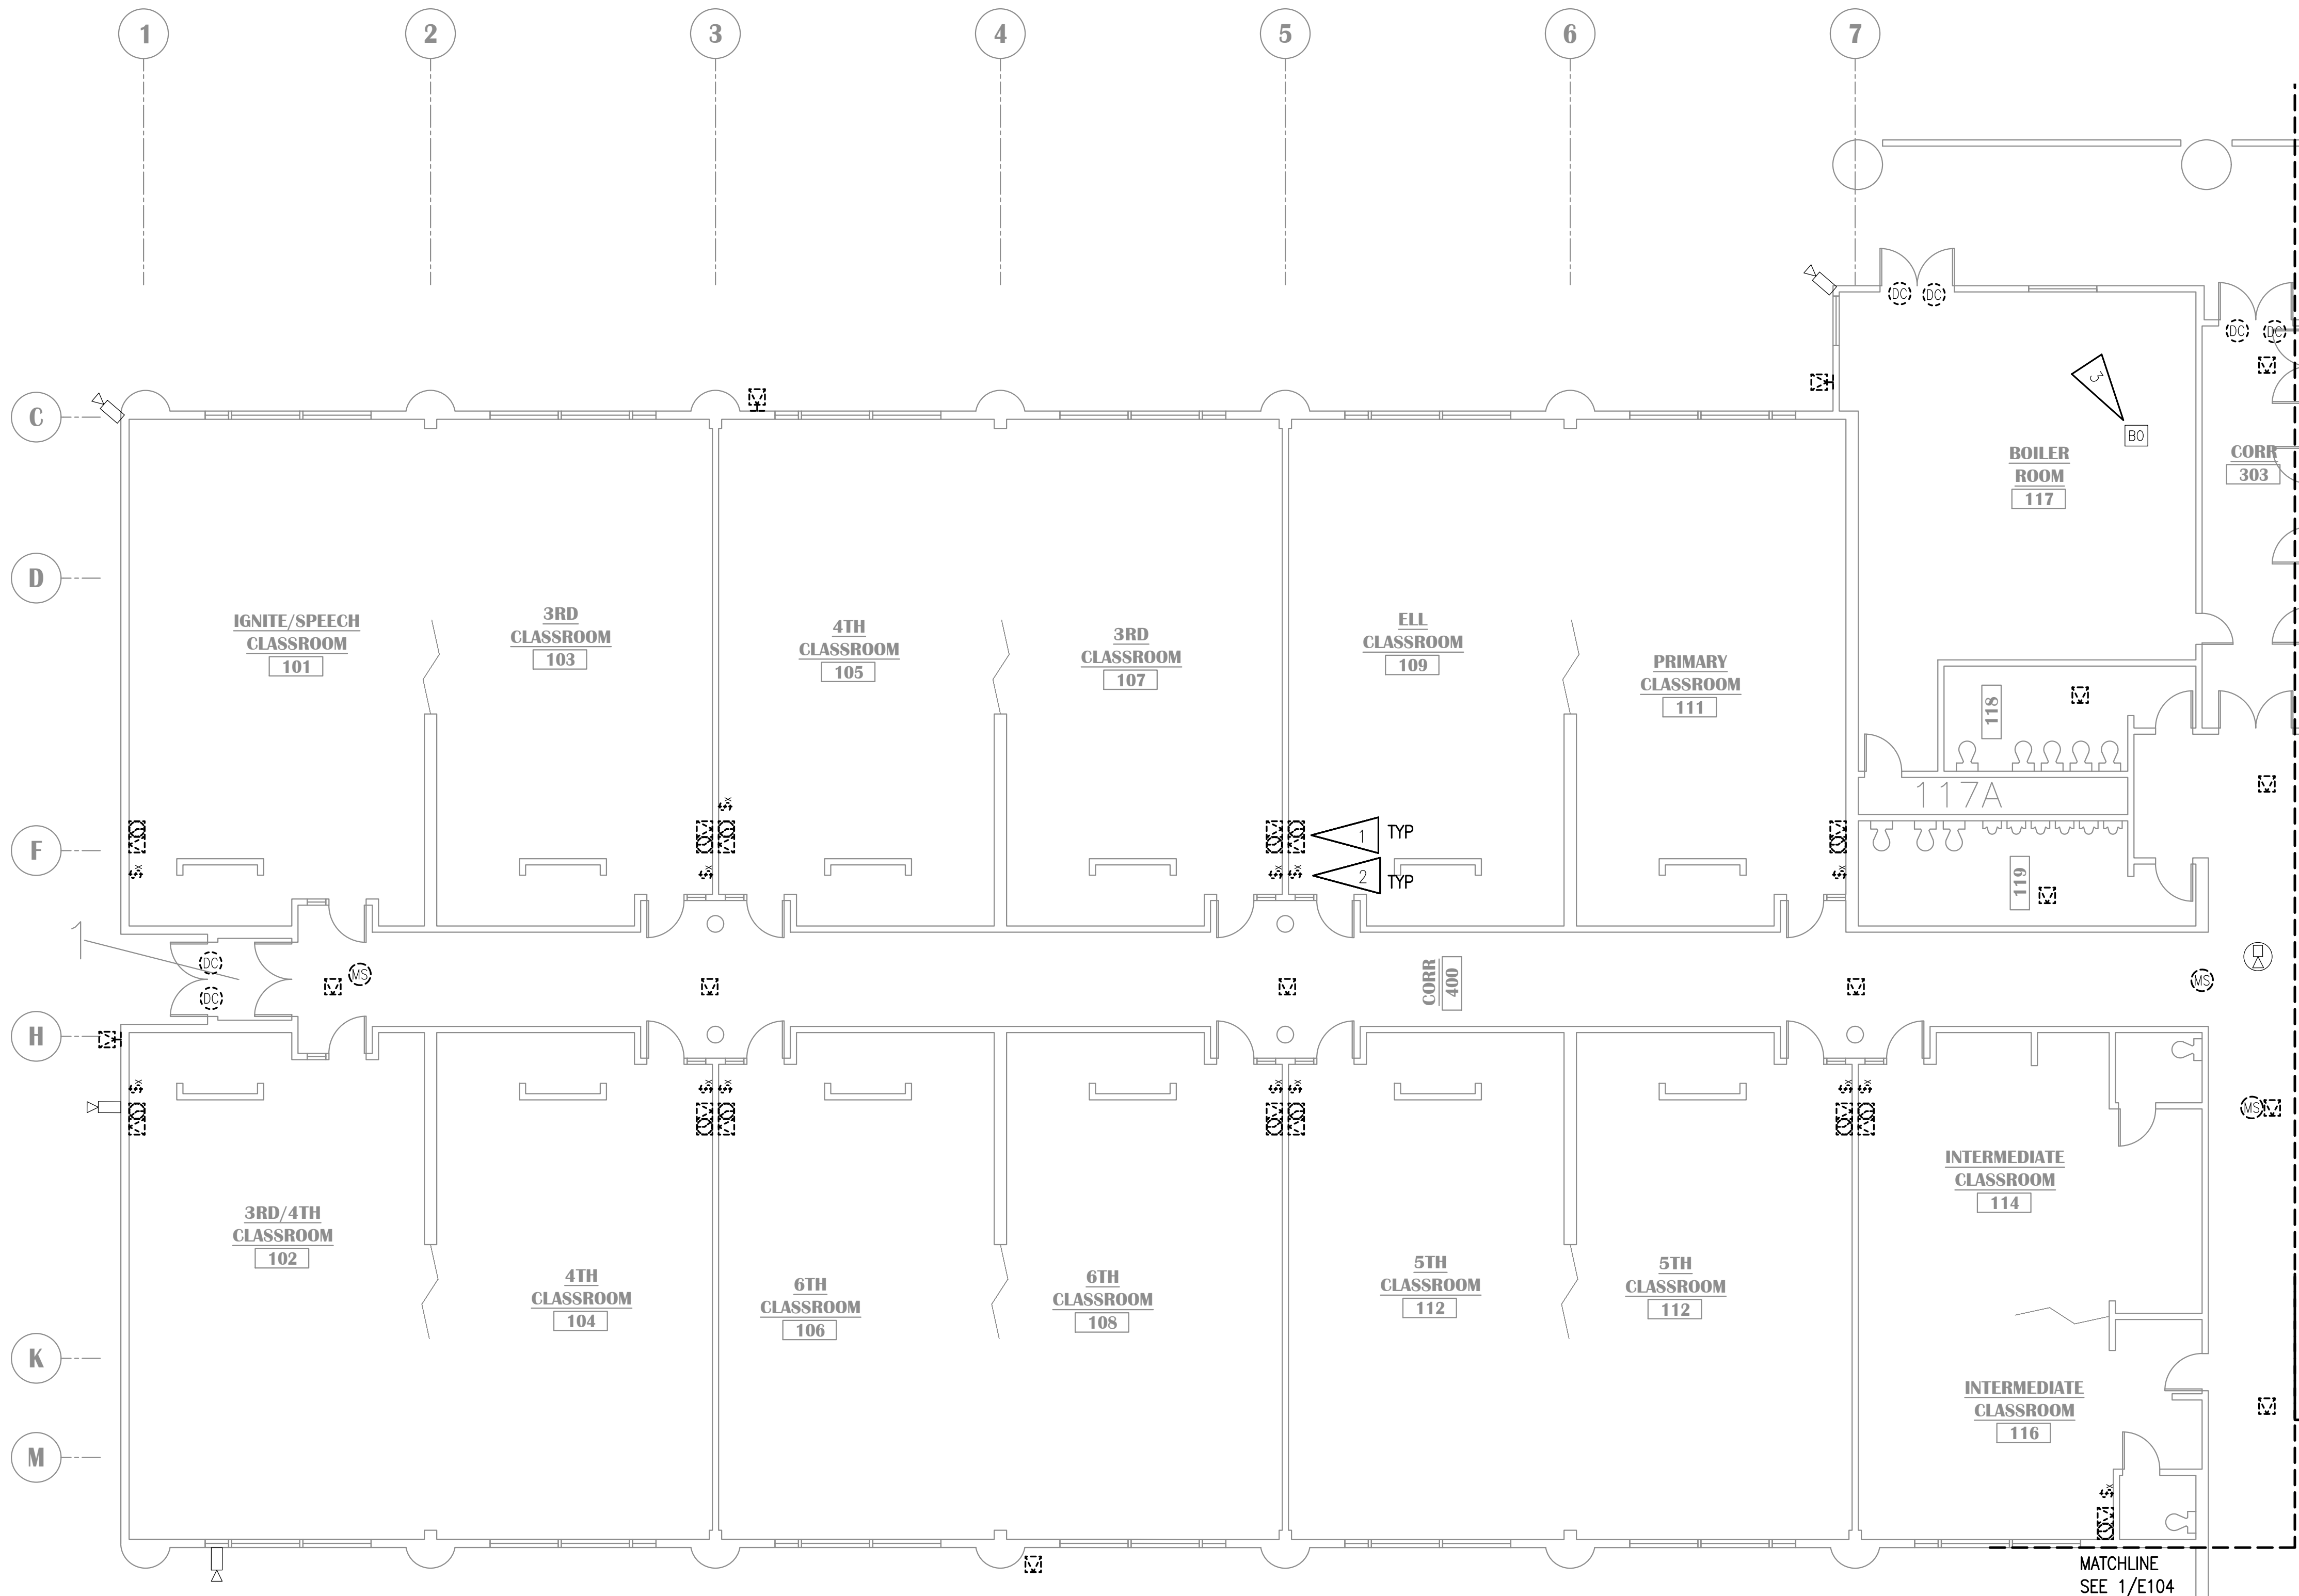 1 2 3 4 5 6 7
C
D
F
H
K
M
DC DC
DC DC
3
BO
BOILER
ROOM
117
CORR
303
IGNITE/SPEECH
CLASSROOM
101
3RD
CLASSROOM
103
4TH
CLASSROOM
105
3RD
CLASSROOM
107
ELL
CLASSROOM
109
PRIMARY
CLASSROOM
111
118
117A
119
$x
$x
$x
$x
$x
$x
1 TYP
2 TYP
1
DC
DC
MS
CORR
400
MS
MS
$x
$x
$x
$x
$x
$x
$x
3RD/4TH
CLASSROOM
102
4TH
CLASSROOM
104
6TH
CLASSROOM
106
6TH
CLASSROOM
108
5TH
CLASSROOM
112
5TH
CLASSROOM
112
INTERMEDIATE
CLASSROOM
114
INTERMEDIATE
CLASSROOM
116
$x
MATCHLINE
SEE 1/E104